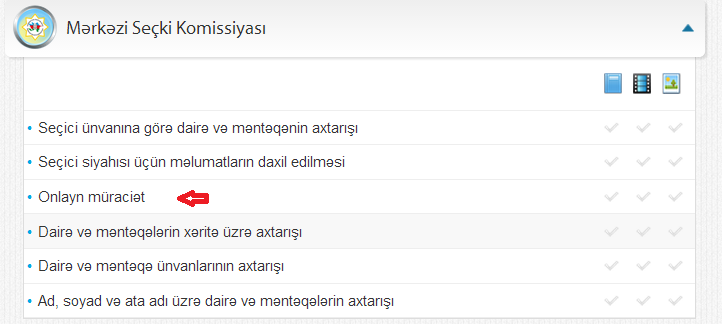 Mərkəzi Seçki Komissiyası
Seçici ünvanına görə dairə və məntəqənin axtarışı
Seçici siyahısı üçün məlumatların daxil edilməsi
Onlayn müraciət
Dairə və məntəqələrin xəritə üzrə axtarışı
Dairə və məntəqə ünvanlarının axtarışı
Ad, soyad və ata adı üzrə dairə və məntəqələrin axtarışı